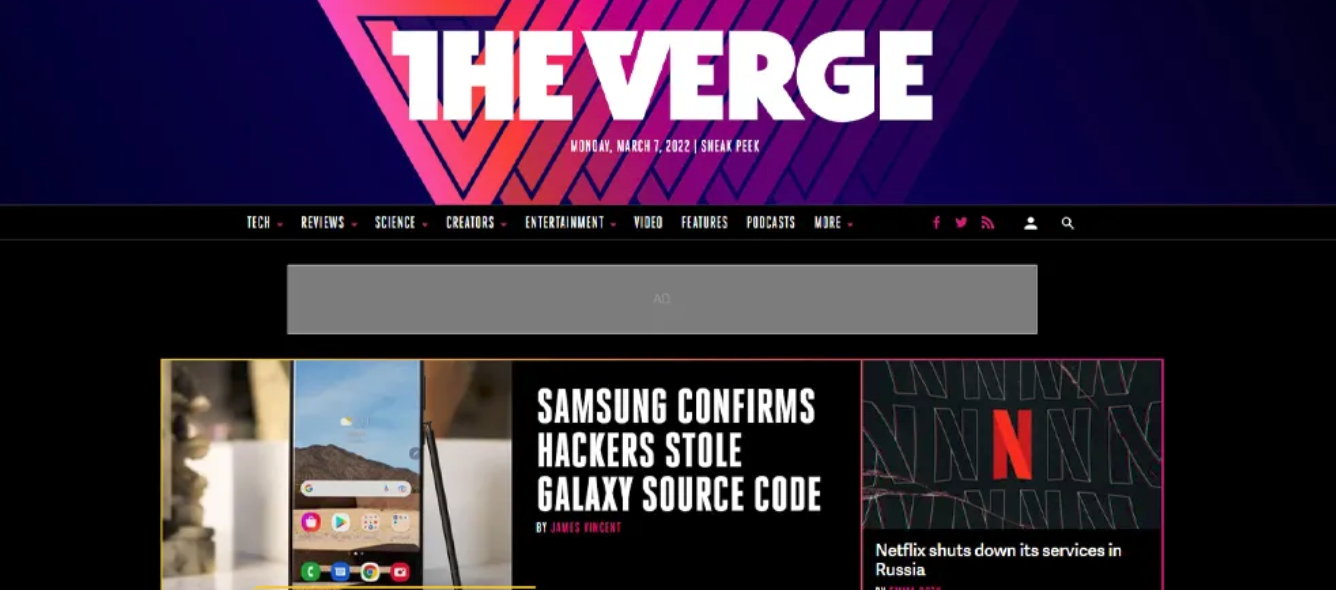 THE VERGE
MONDAY, MARCH 7, 2022 | SNEAK PEEK
TECH REVIEWS SCIENCE CREATORS ENTERTAINMENT VIDEO FEATURES PODCASTS MORE
AD
SAMSUNG CONFIRMS
HACKERS STOLE
GALAXY SOURCE CODE
BY JAMES VINCENT
N
Netflix shuts down its services in
Russia
BY